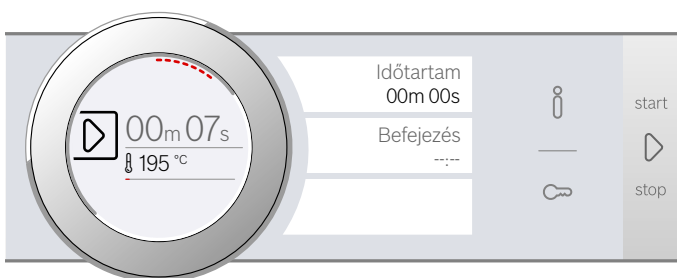 00m 07s
195 °C
Időtartam
00m 00s
Befejezés
--:--
start
stop